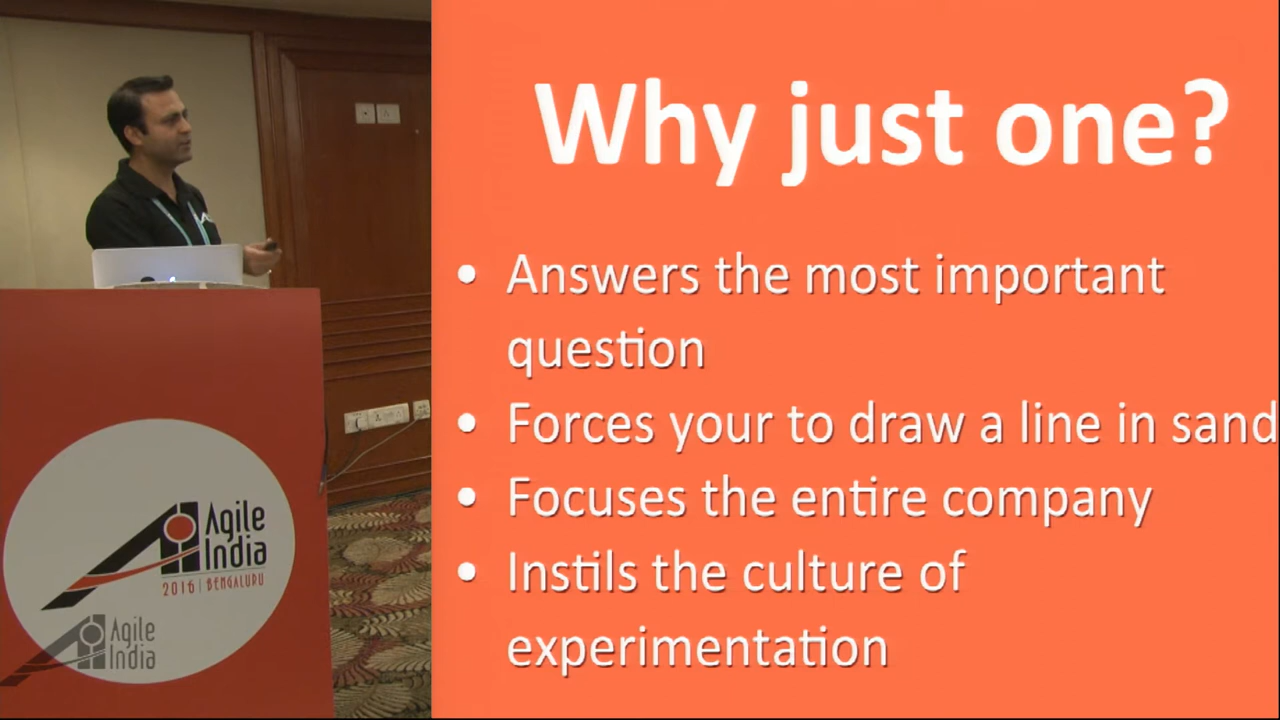 Why just one?
• Answers the most important
question
• Forces your to draw a line in sand
• Focuses the entire company
• Instils the culture of
experimentation
Agile
India
2016 | BENGALURU
Agile
India